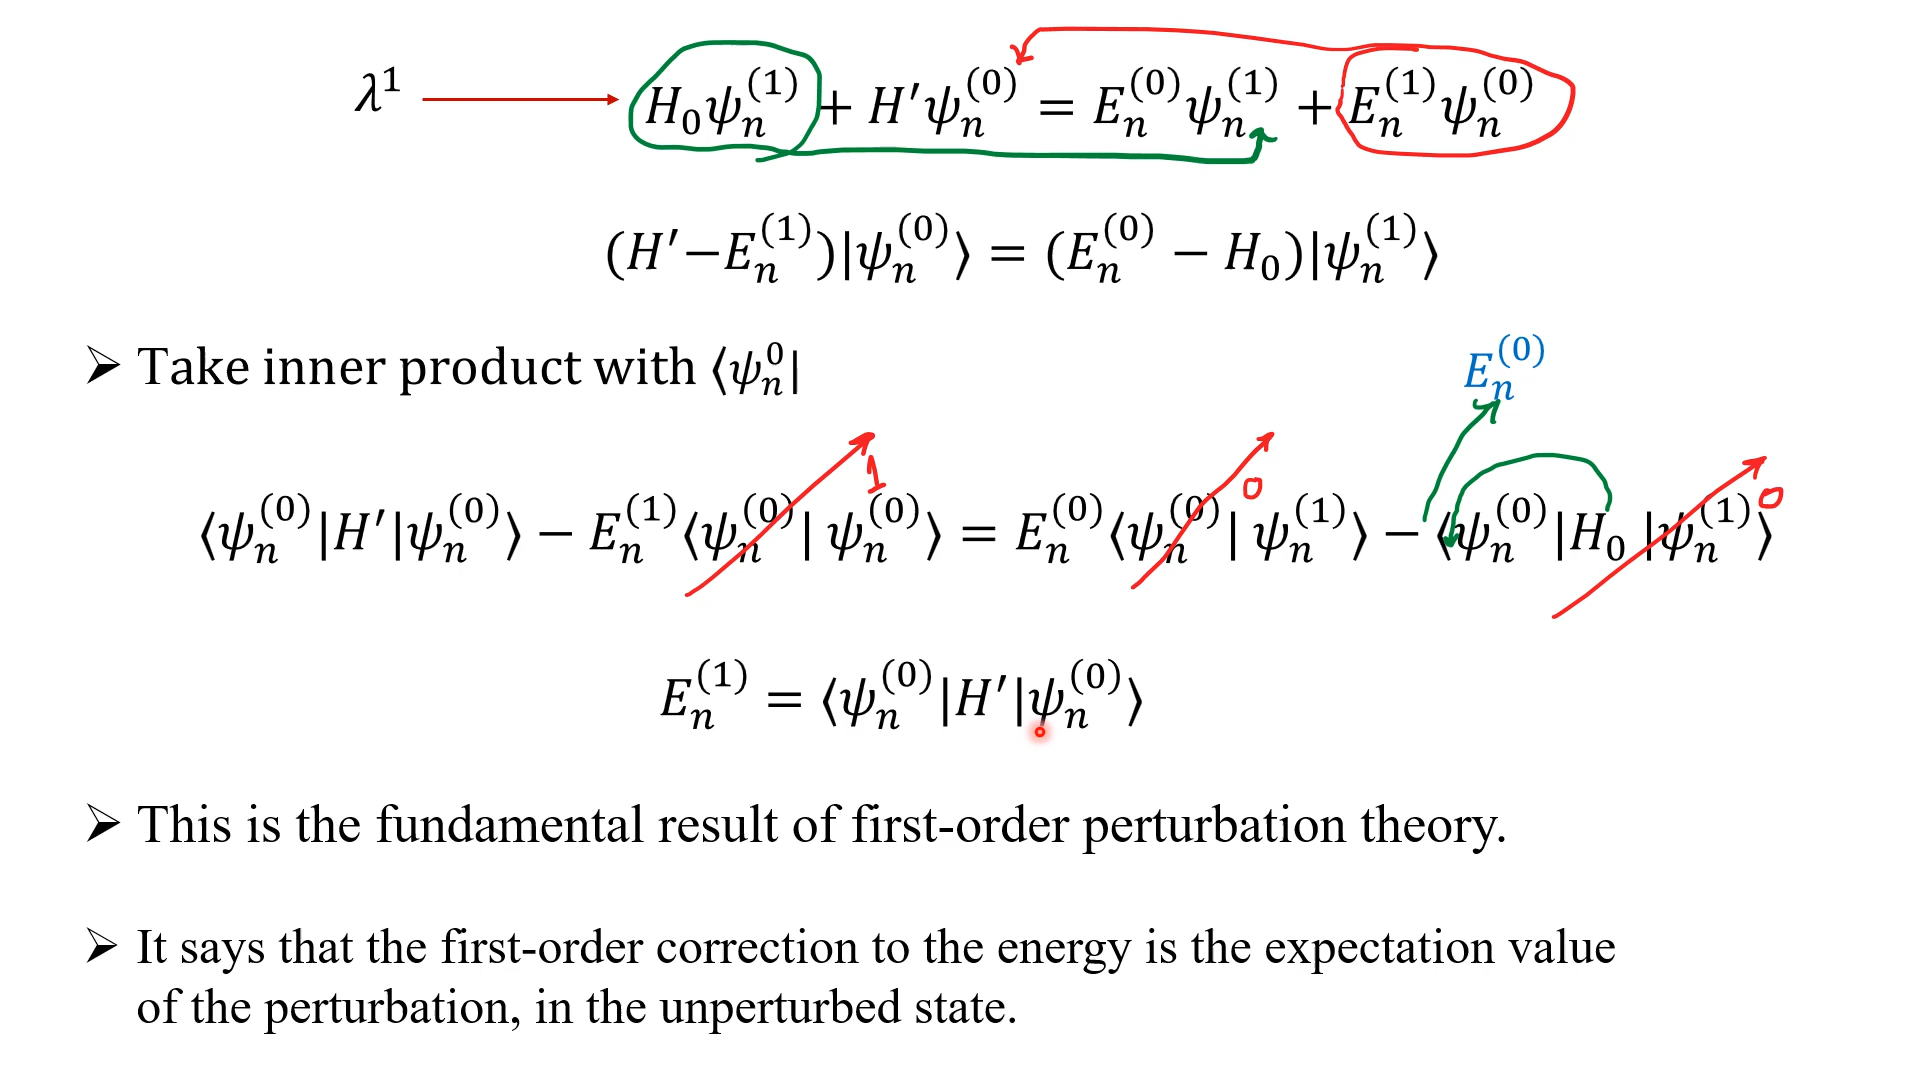 λ¹ H₀ψₙ⁽¹⁾ + H′ψₙ⁽⁰⁾ = Eₙ⁽⁰⁾ψₙ⁽¹⁾ + Eₙ⁽¹⁾ψₙ⁽⁰⁾
(H′−Eₙ⁽¹⁾)|ψₙ⁽⁰⁾⟩ = (Eₙ⁽⁰⁾ − H₀)|ψₙ⁽¹⁾⟩
➢ Take inner product with ⟨ψₙ⁰|
Eₙ⁽⁰⁾
1 0 0
⟨ψₙ⁽⁰⁾|H′|ψₙ⁽⁰⁾⟩ − Eₙ⁽¹⁾⟨ψₙ⁽⁰⁾| ψₙ⁽⁰⁾⟩ = Eₙ⁽⁰⁾⟨ψₙ⁽⁰⁾| ψₙ⁽¹⁾⟩ − ⟨ψₙ⁽⁰⁾|H₀ |ψₙ⁽¹⁾⟩
Eₙ⁽¹⁾ = ⟨ψₙ⁽⁰⁾|H′|ψₙ⁽⁰⁾⟩
➢ This is the fundamental result of first-order perturbation theory.
➢ It says that the first-order correction to the energy is the expectation value
of the perturbation, in the unperturbed state.